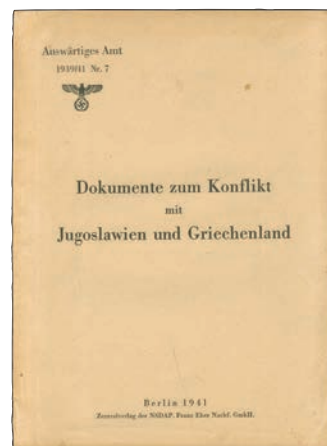 Auswärtiges Amt
1939/41 Nr. 7
Dokumente zum Konflikt
mit
Jugoslawien und Griechenland
Berlin 1941
Zentralverlag der NSDAP. Franz Eher Nachf. GmbH.